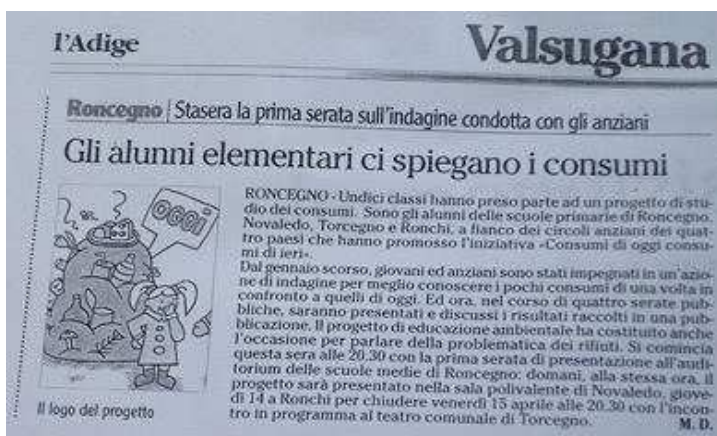 l'Adige
Valsugana
Roncegno | Stasera la prima serata sull'indagine condotta con gli anziani
Gli alunni elementari ci spiegano i consumi
OGGI
Il logo del progetto
RONCEGNO - Undici classi hanno preso parte ad un progetto di stu-
dio dei consumi. Sono gli alunni delle scuole primarie di Roncegno,
Novaledo, Torcegno e Ronchi, a fianco dei circoli anziani dei quat-
tro paesi che hanno promosso l'iniziativa «Consumi di oggi consu-
mi di ieri».
Dal gennaio scorso, giovani ed anziani sono stati impegnati in un'azio-
ne di indagine per meglio conoscere i pochi consumi di una volta in
confronto a quelli di oggi. Ed ora, nel corso di quattro serate pub-
bliche, saranno presentati e discussi i risultati raccolti in una pub-
blicazione. Il progetto di educazione ambientale ha costituito anche
l'occasione per parlare della problematica dei rifiuti. Si comincia
questa sera alle 20.30 con la prima serata di presentazione all'audi-
torium delle scuole medie di Roncegno; domani, alla stessa ora, il
progetto sarà presentato nella sala polivalente di Novaledo, giove-
dì 14 a Ronchi per chiudere venerdì 15 aprile alle 20.30 con l'incon-
tro in programma al teatro comunale di Torcegno.
M. D.